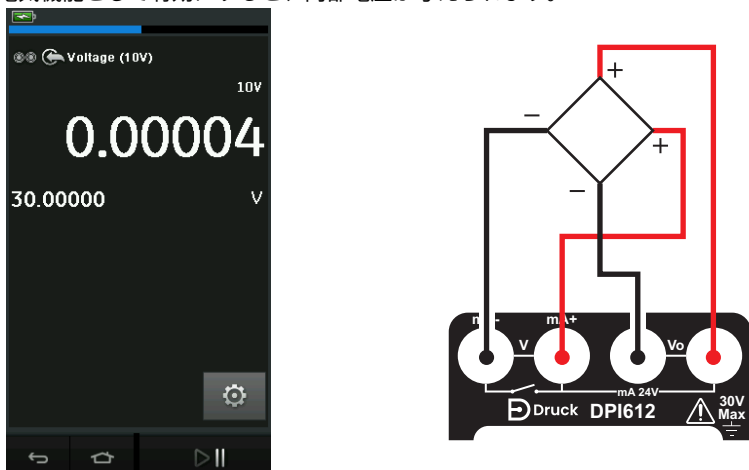 Voltage (10V)
10V
0.00004
30.00000 V
+
−
+
−
mA+
V
Vo
mA 24V
Druck DPI612
30V
Max